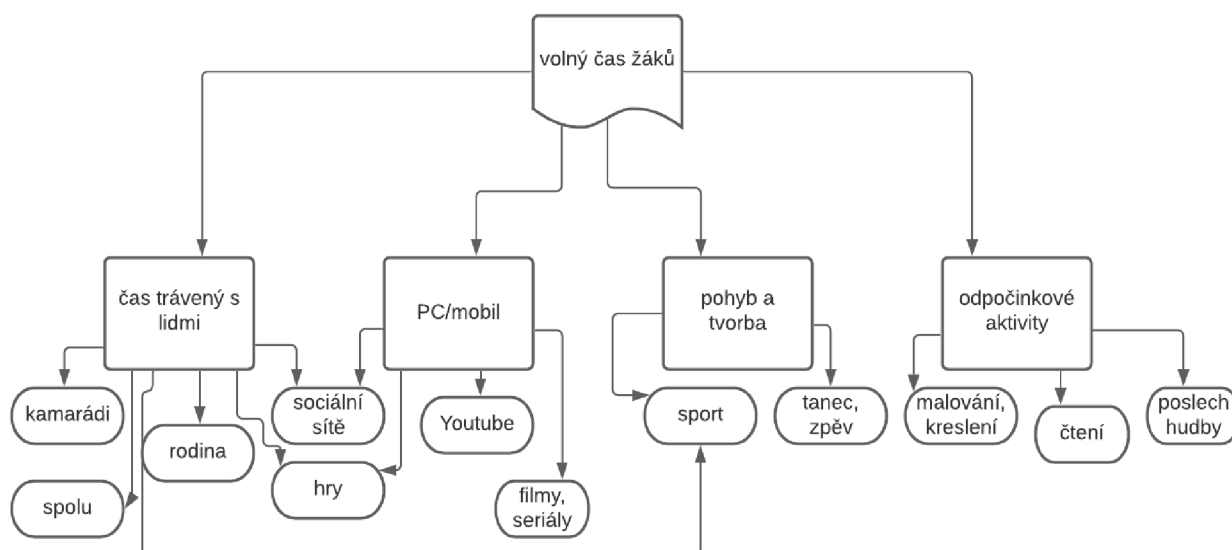 volný čas žáků
čas trávený s
lidmi
PC/mobil
pohyb a
tvorba
odpočinkové
aktivity
kamarádi
spolu
rodina
sociální
sítě
hry
Youtube
filmy,
seriály
sport
tanec,
zpěv
malování,
kreslení
čtení
poslech
hudby